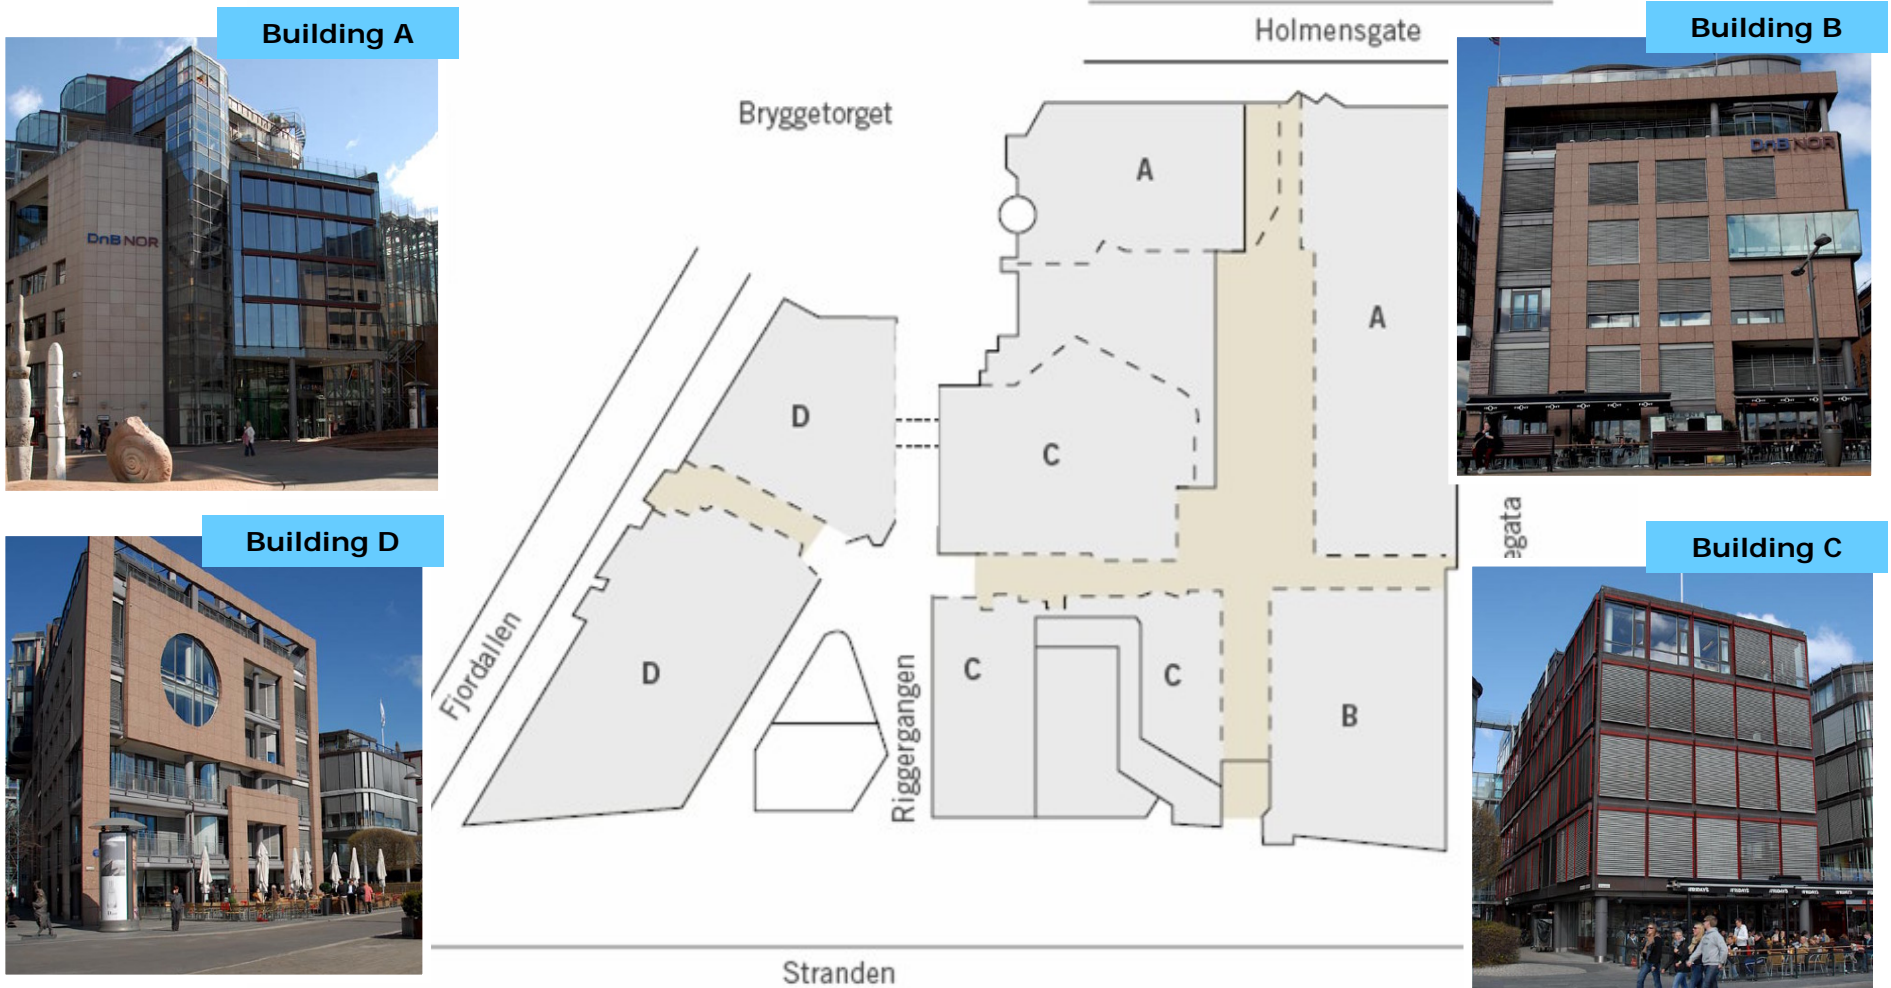 Building A
DnB NOR
Holmensgate
Building B
DnB NOR
Bryggetorget
A
A
D
C
egata
Building D
Building C
Fjordallen
D
Riggergangen
C
C
B
Stranden